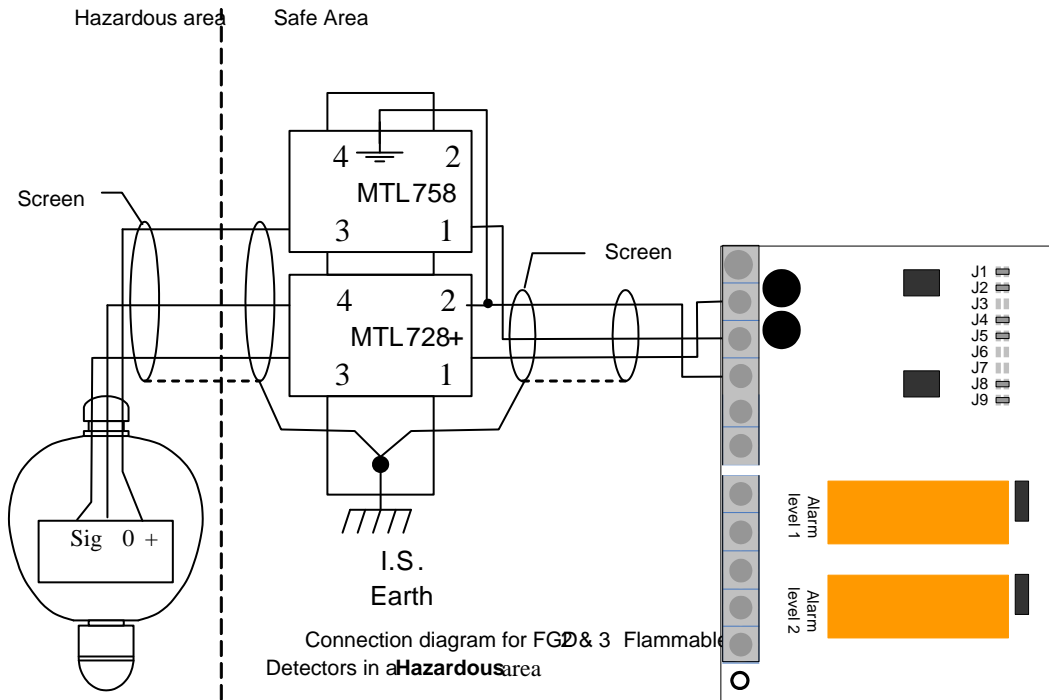 Hazardous area
Safe Area
4
2
MTL758
3
1
Screen
Screen
4
2
MTL728+
3
1
J1
J2
J3
J4
J5
J6
J7
J8
J9
Sig 0 +
I.S.
Earth
Alarm
level 1
Alarm
level 2
Connection diagram for FGD2 & 3 Flammable
Detectors in a Hazardous area